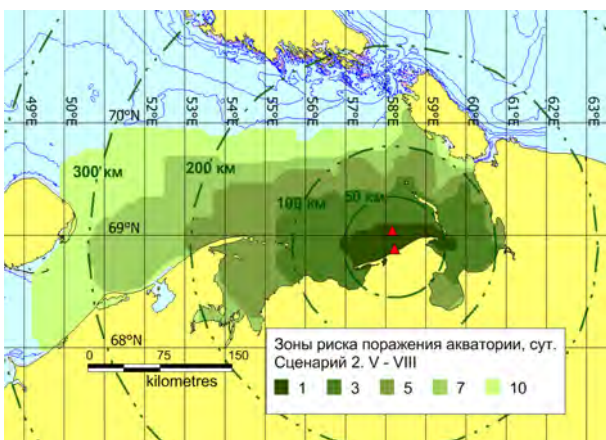 49°E 50°E 52°E 53°E 54°E 55°E 56°E 57°E 58°E 59°E 60°E 61°E 62°E 63°E
70°N
300 км
200 км
100 км
50 км
69°N
68°N
0 75 150
kilometres
Зоны риска поражения акватории, сут.
Сценарий 2. V - VIII
1 3 5 7 10